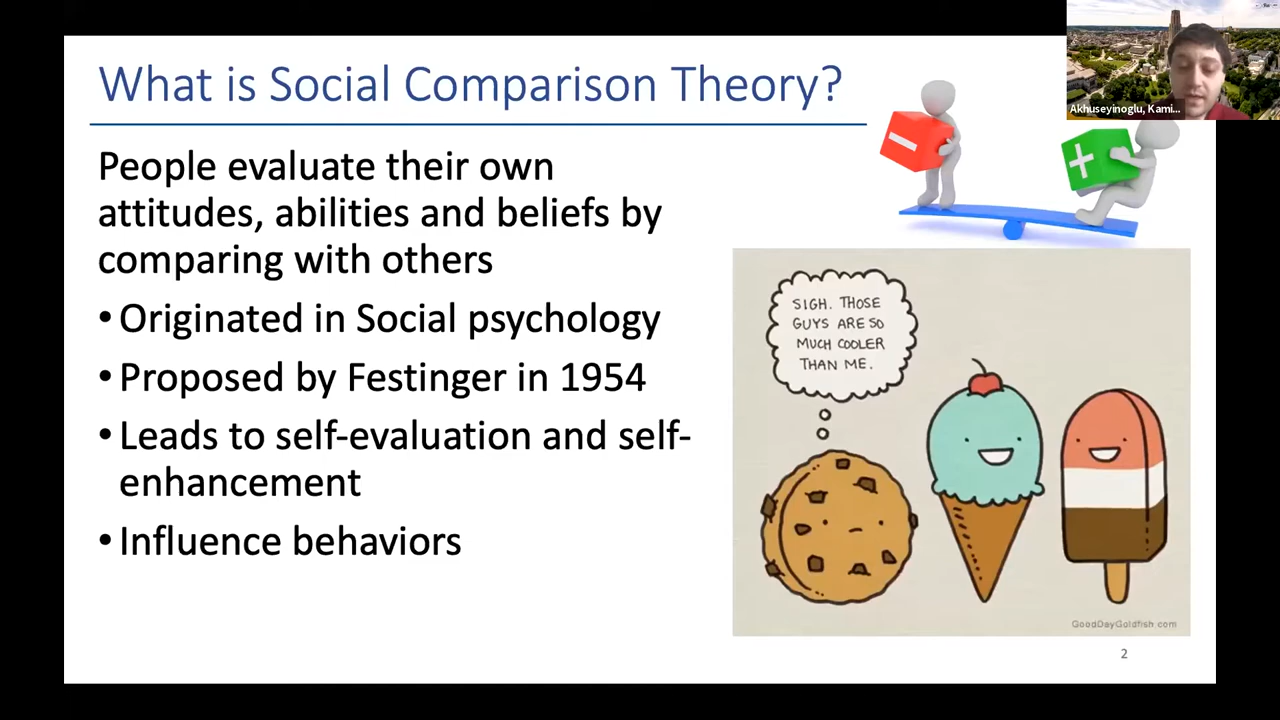 What is Social Comparison Theory?
Akhuseyinoglu, Kami...
People evaluate their own
attitudes, abilities and beliefs by
comparing with others
• Originated in Social psychology
• Proposed by Festinger in 1954
• Leads to self-evaluation and self-
enhancement
• Influence behaviors
SIGH. THOSE
GUYS ARE SO
MUCH COOLER
THAN ME.
GoodDayGoldfish.com
2